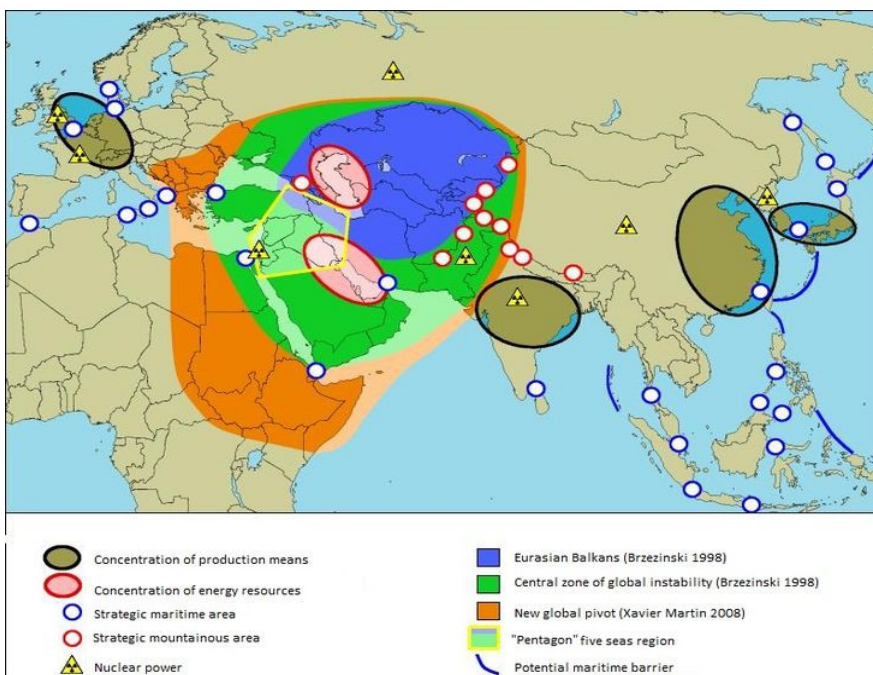 Concentration of production means
Concentration of energy resources
Strategic maritime area
Strategic mountainous area
Nuclear power
Eurasian Balkans (Brzezinski 1998)
Central zone of global instability (Brzezinski 1998)
New global pivot (Xavier Martin 2008)
"Pentagon" five seas region
Potential maritime barrier